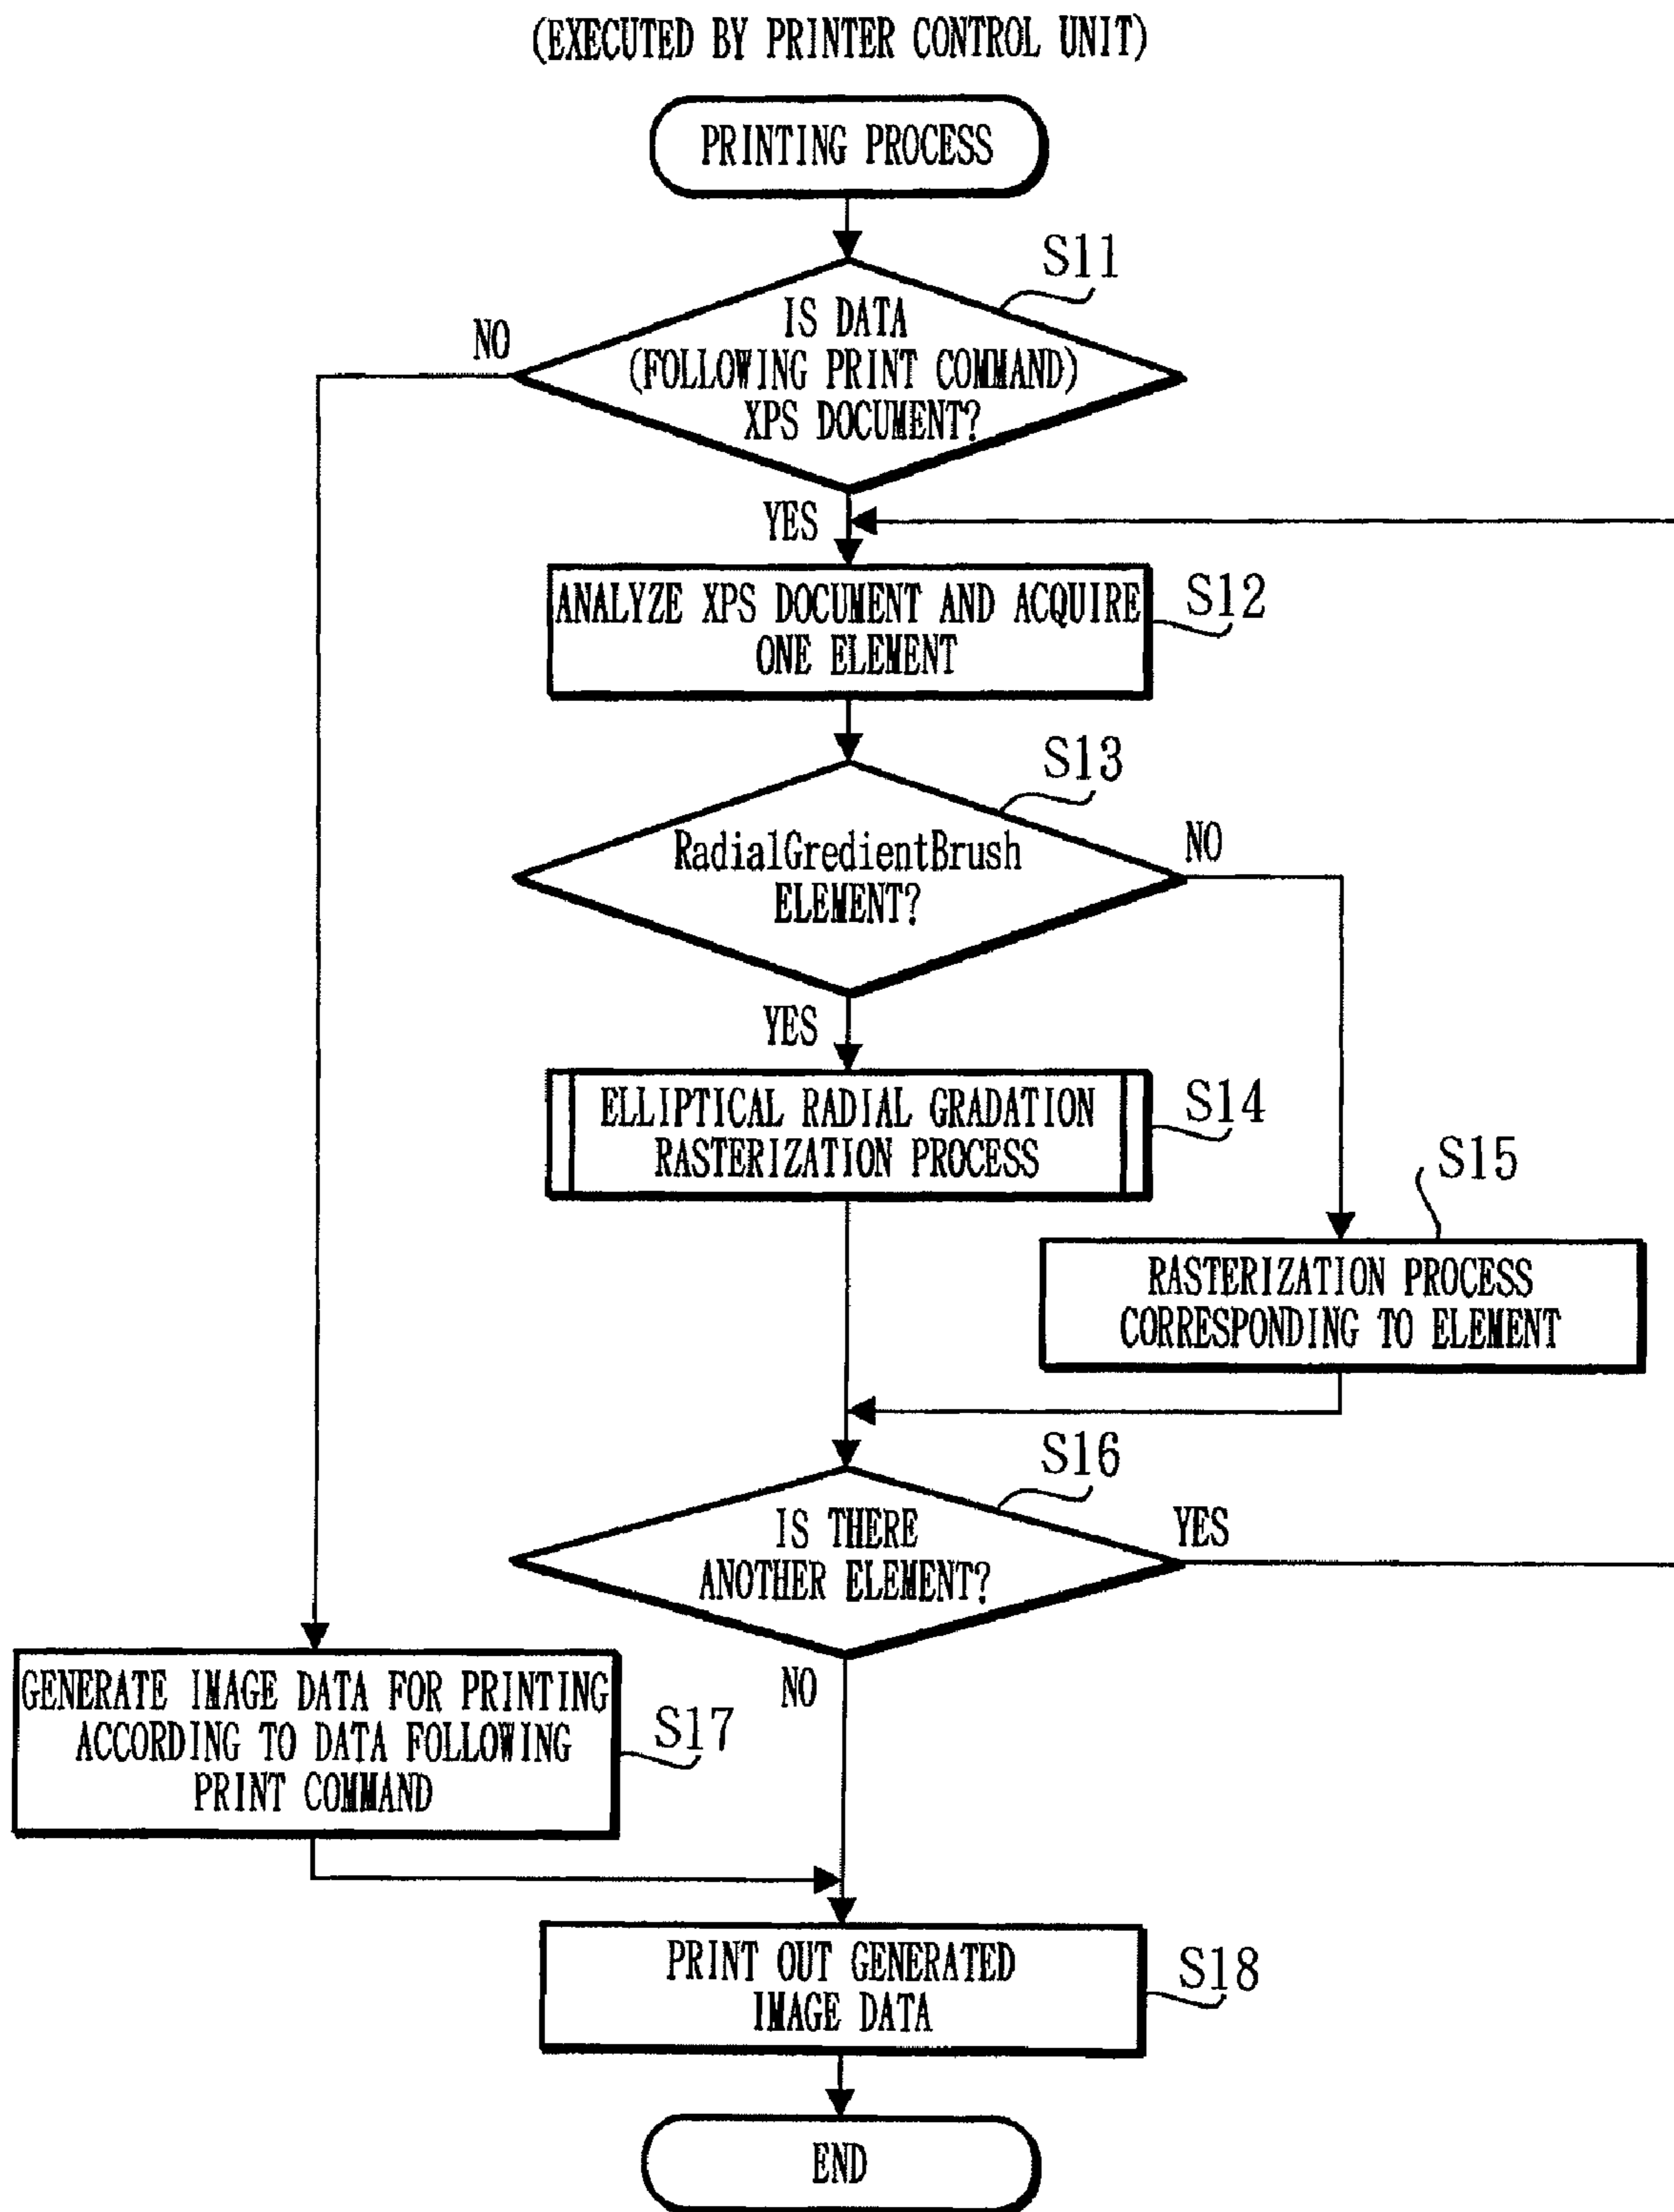 (EXECUTED BY PRINTER CONTROL UNIT)
PRINTING PROCESS
S11
IS DATA
(FOLLOWING PRINT COMMAND)
XPS DOCUMENT?
NO
YES
S12
ANALYZE XPS DOCUMENT AND ACQUIRE
ONE ELEMENT
S13
RadialGredientBrush
ELEMENT?
NO
YES
S14
ELLIPTICAL RADIAL GRADATION
RASTERIZATION PROCESS
S15
RASTERIZATION PROCESS
CORRESPONDING TO ELEMENT
S16
IS THERE
ANOTHER ELEMENT?
YES
NO
GENERATE IMAGE DATA FOR PRINTING
ACCORDING TO DATA FOLLOWING
PRINT COMMAND
S17
PRINT OUT GENERATED
IMAGE DATA
S18
END